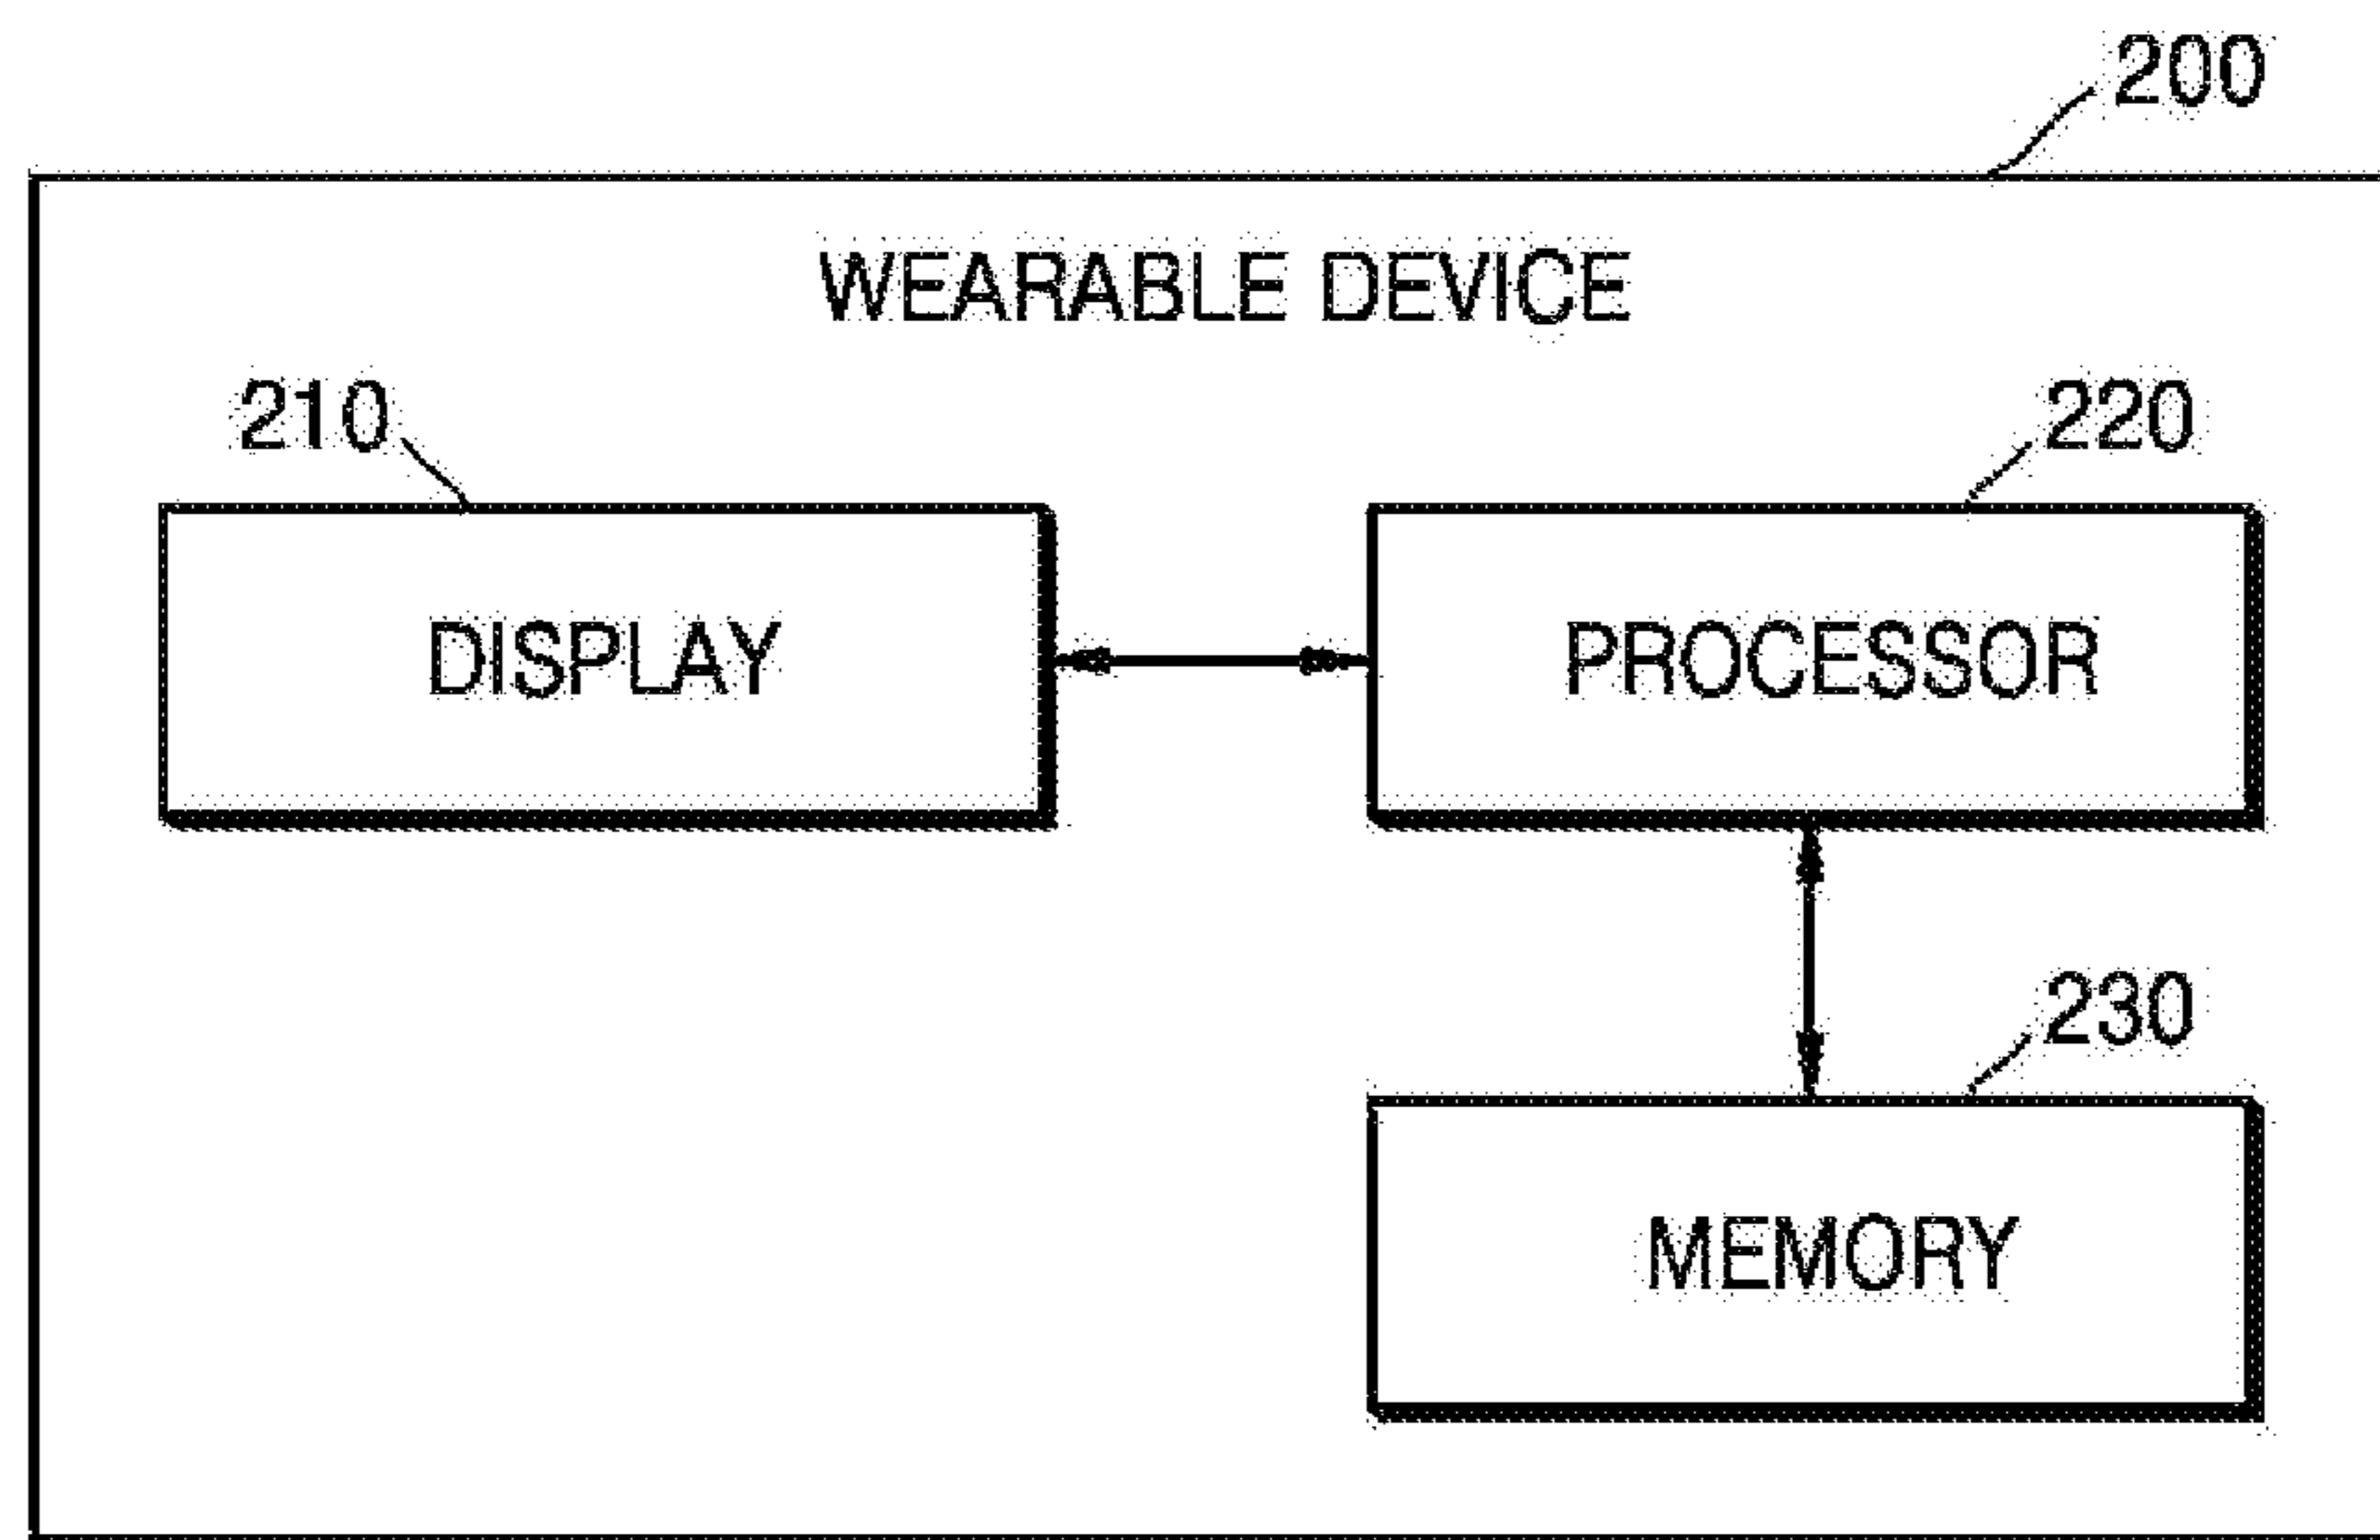 200
WEARABLE DEVICE
210
220
DISPLAY
PROCESSOR
230
MEMORY